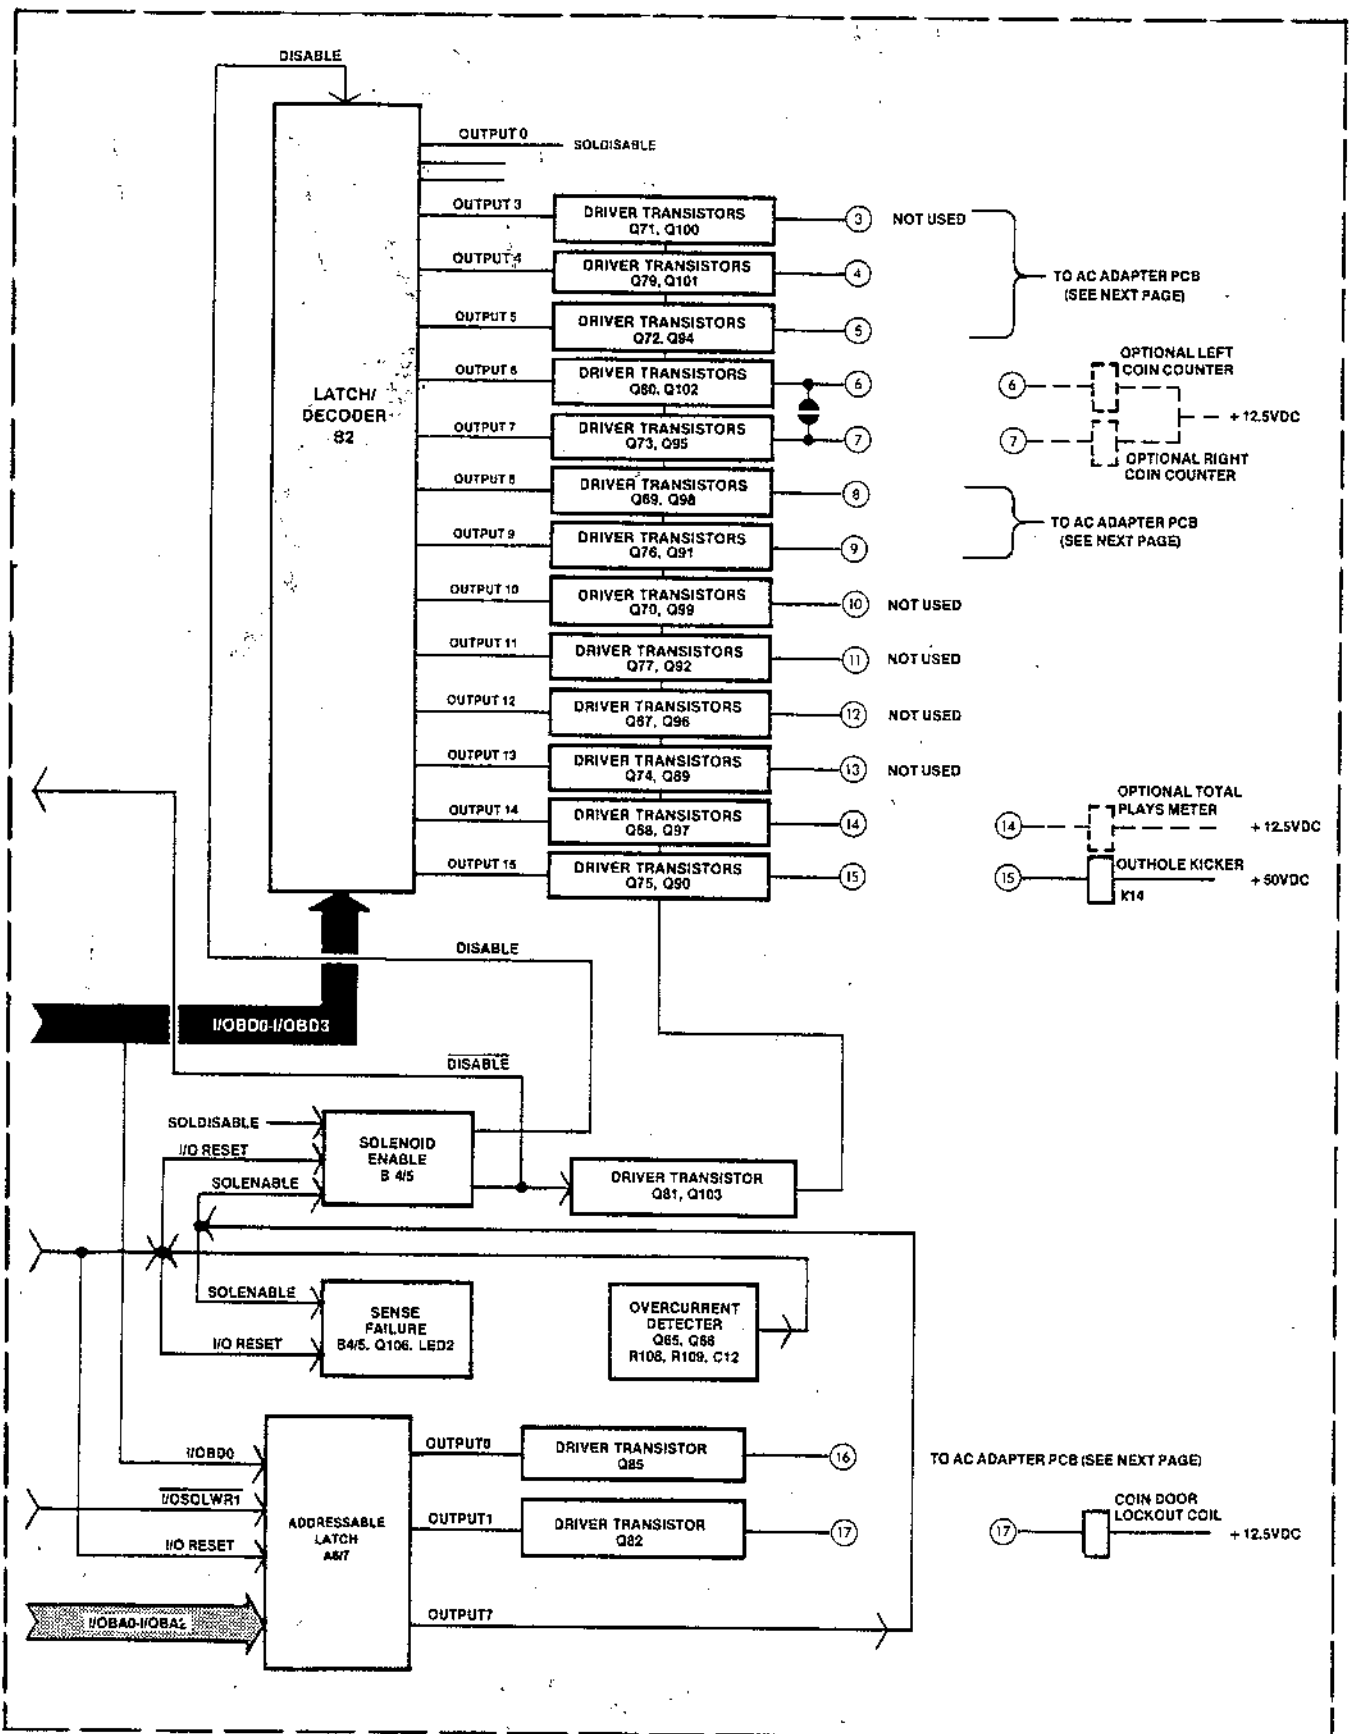 DISABLE
OUTPUT 0
SOLDISABLE
OUTPUT 3
DRIVER TRANSISTORS
Q71, Q100
3
NOT USED
OUTPUT 4
DRIVER TRANSISTORS
Q79, Q101
4
TO AC ADAPTER PCB
(SEE NEXT PAGE)
OUTPUT 5
DRIVER TRANSISTORS
Q72, Q94
5
OUTPUT 6
DRIVER TRANSISTORS
Q80, Q102
6
OPTIONAL LEFT
COIN COUNTER
6
+ 12.5VDC
LATCH/
DECODER
B2
OUTPUT 7
DRIVER TRANSISTORS
Q73, Q95
7
7
OPTIONAL RIGHT
COIN COUNTER
OUTPUT 8
DRIVER TRANSISTORS
Q69, Q98
8
TO AC ADAPTER PCB
(SEE NEXT PAGE)
OUTPUT 9
DRIVER TRANSISTORS
Q76, Q91
9
OUTPUT 10
DRIVER TRANSISTORS
Q70, Q99
10
NOT USED
OUTPUT 11
DRIVER TRANSISTORS
Q77, Q92
11
NOT USED
OUTPUT 12
DRIVER TRANSISTORS
Q67, Q96
12
NOT USED
OUTPUT 13
DRIVER TRANSISTORS
Q74, Q89
13
NOT USED
OUTPUT 14
DRIVER TRANSISTORS
Q68, Q97
14
OPTIONAL TOTAL
PLAYS METER
14
+ 12.5VDC
OUTPUT 15
DRIVER TRANSISTORS
Q75, Q90
15
15
OUTHOLE KICKER
K14
+ 50VDC
DISABLE
I/OBD0-I/OBD3
DISABLE
SOLDISABLE
I/O RESET
SOLENABLE
SOLENOID
ENABLE
B 4/5
DRIVER TRANSISTOR
Q81, Q103
SOLENABLE
I/O RESET
SENSE
FAILURE
B4/5, Q106, LED2
OVERCURRENT
DETECTER
Q65, Q66
R108, R109, C12
I/OBD0
I/OSOLWR1
I/O RESET
I/OBA0-I/OBA2
ADDRESSABLE
LATCH
A6/7
OUTPUT0
DRIVER TRANSISTOR
Q85
16
TO AC ADAPTER PCB (SEE NEXT PAGE)
OUTPUT1
DRIVER TRANSISTOR
Q82
17
17
COIN DOOR
LOCKOUT COIL
+ 12.5VDC
OUTPUT7